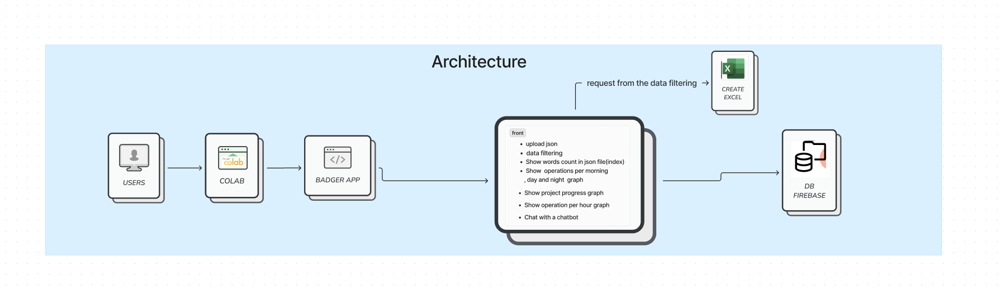 Architecture
X
CREATE
EXCEL
request from the data filtering
front
• upload json
• data filtering
• Show words count in json file(index)
• Show operations per morning
, day and night graph
• Show project progress graph
• Show operation per hour graph
• Chat with a chatbot
USERS
Google
colab
COLAB
</>
BADGER APP
DB
FIREBASE